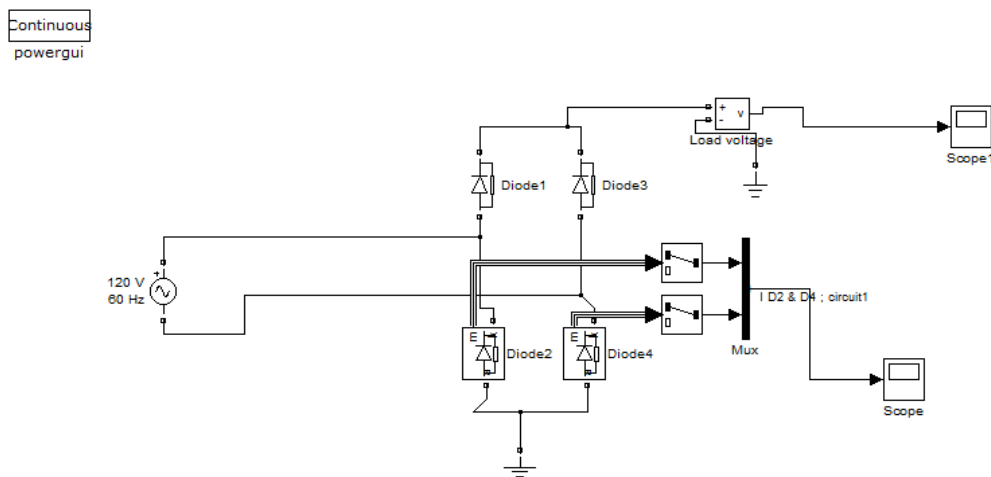 Continuous
powergui
+
-
v
Load voltage
Scope1
Diode1
Diode3
+
120 V
60 Hz
I D2 & D4 ; circuit1
E
Diode2
E
Diode4
Mux
Scope